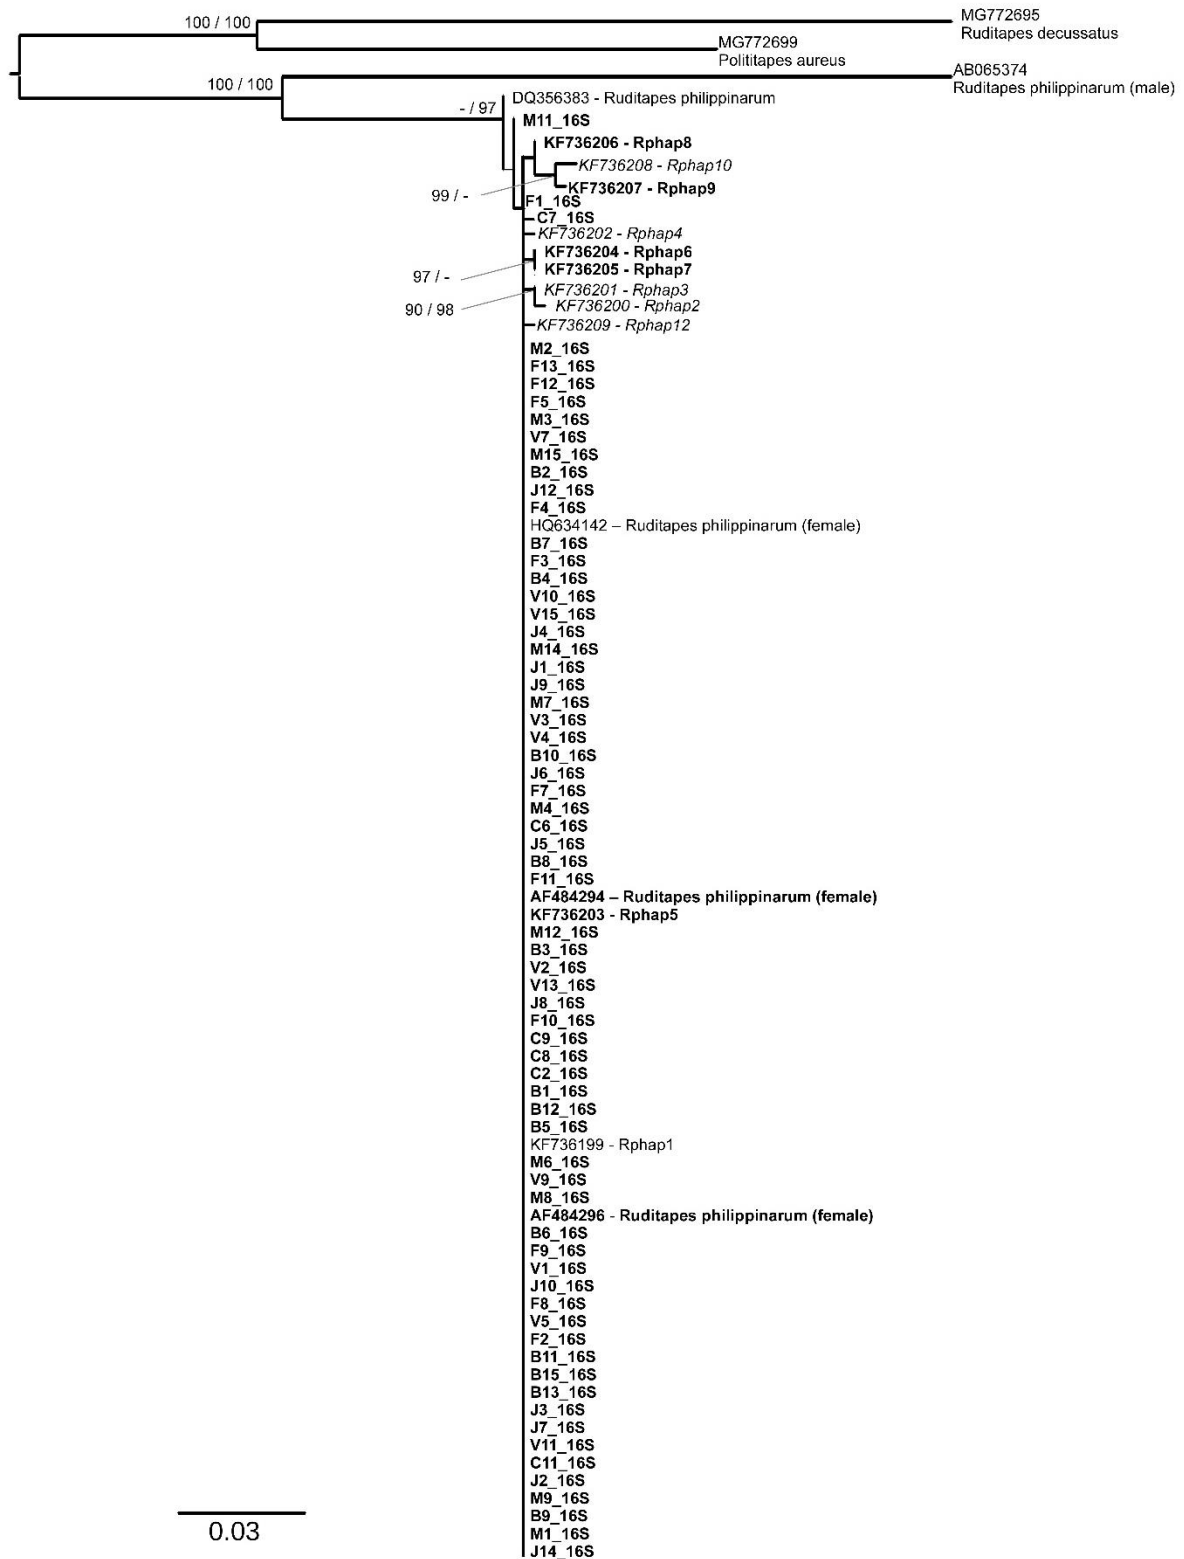 100 / 100
MG772695
Ruditapes decussatus
MG772699
Polititapes aureus
100 / 100
AB065374
Ruditapes philippinarum (male)
- / 97
DQ356383 - Ruditapes philippinarum
M11_16S
KF736206 - Rphap8
KF736208 - Rphap10
KF736207 - Rphap9
99 / -
F1_16S
C7_16S
KF736202 - Rphap4
KF736204 - Rphap6
KF736205 - Rphap7
97 / -
KF736201 - Rphap3
KF736200 - Rphap2
90 / 98
KF736209 - Rphap12
M2_16S
F13_16S
F12_16S
F5_16S
M3_16S
V7_16S
M15_16S
B2_16S
J12_16S
F4_16S
HQ634142 – Ruditapes philippinarum (female)
B7_16S
F3_16S
B4_16S
V10_16S
V15_16S
J4_16S
M14_16S
J1_16S
J9_16S
M7_16S
V3_16S
V4_16S
B10_16S
J6_16S
F7_16S
M4_16S
C6_16S
J5_16S
B8_16S
F11_16S
AF484294 – Ruditapes philippinarum (female)
KF736203 - Rphap5
M12_16S
B3_16S
V2_16S
V13_16S
J8_16S
F10_16S
C9_16S
C8_16S
C2_16S
B1_16S
B12_16S
B5_16S
KF736199 - Rphap1
M6_16S
V9_16S
M8_16S
AF484296 - Ruditapes philippinarum (female)
B6_16S
F9_16S
V1_16S
J10_16S
F8_16S
V5_16S
F2_16S
B11_16S
B15_16S
B13_16S
J3_16S
J7_16S
V11_16S
C11_16S
J2_16S
M9_16S
B9_16S
M1_16S
J14_16S
0.03